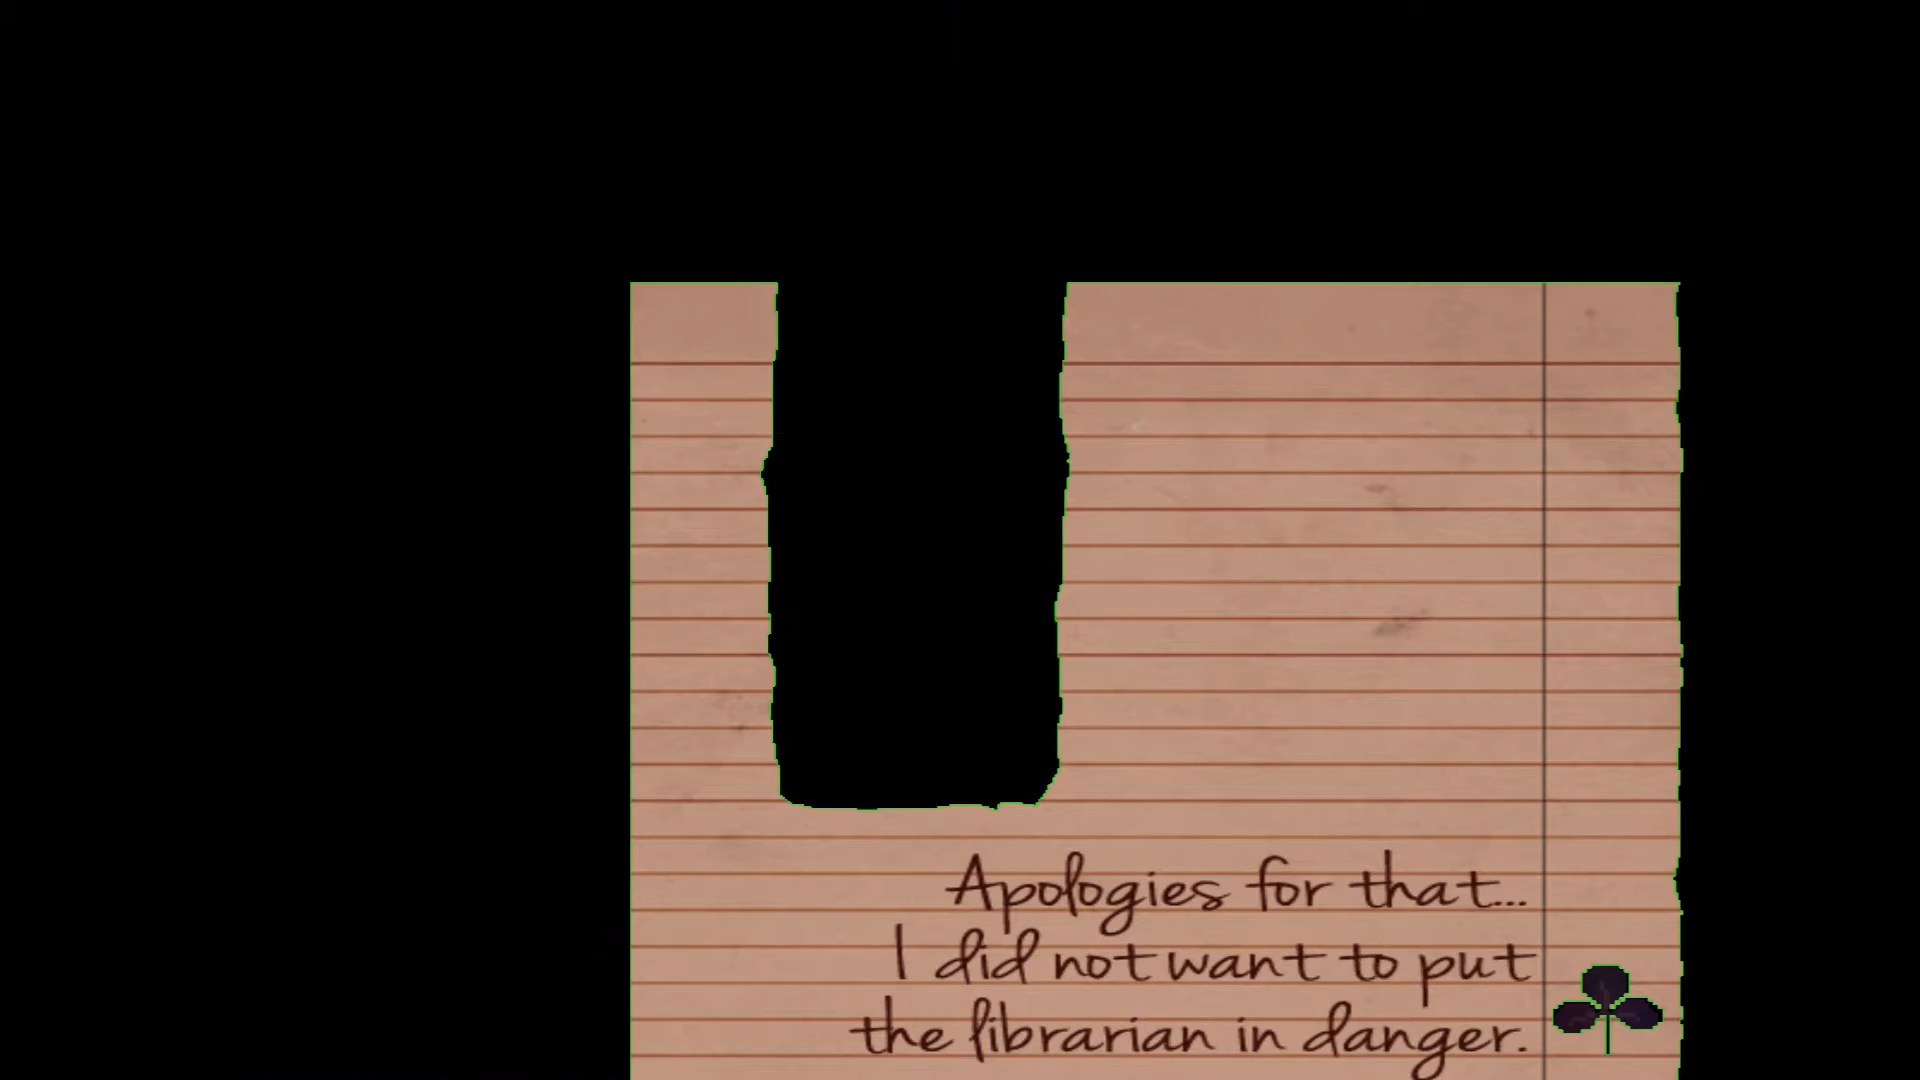 Apologies for that...
I did not want to put
the librarian in danger.